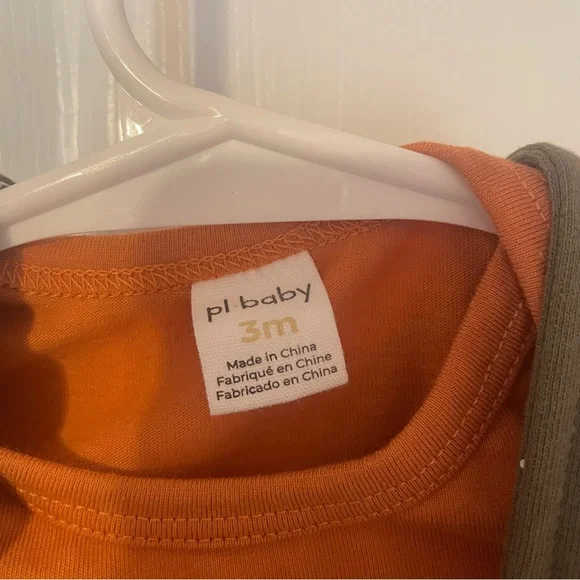 pl·baby
3m
Made in China
Fabriqué en Chine
Fabricado en China